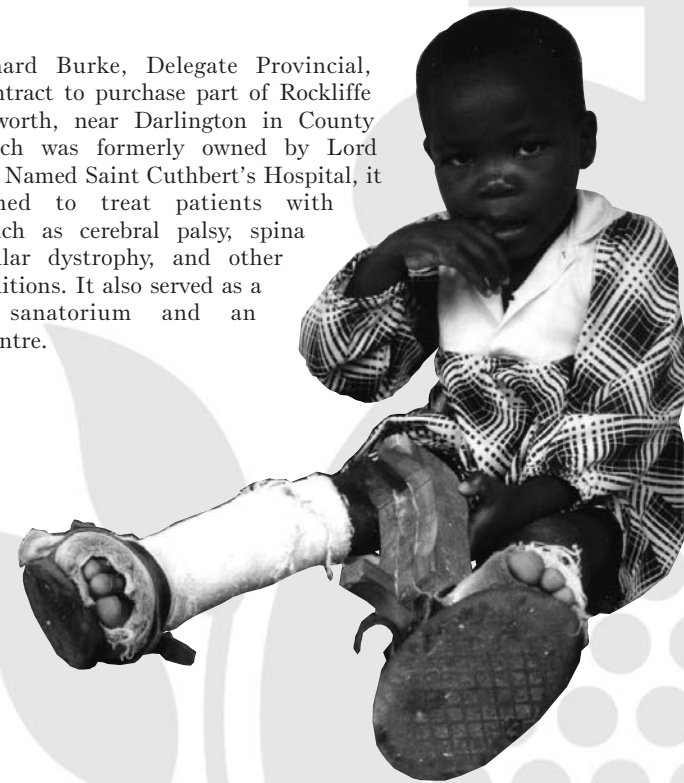 ard Burke, Delegate Provincial,
ntract to purchase part of Rockliffe
worth, near Darlington in County
ch was formerly owned by Lord
Named Saint Cuthbert’s Hospital, it
ned to treat patients with
ch as cerebral palsy, spina
lar dystrophy, and other
ditions. It also served as a
sanatorium and an
ntre.